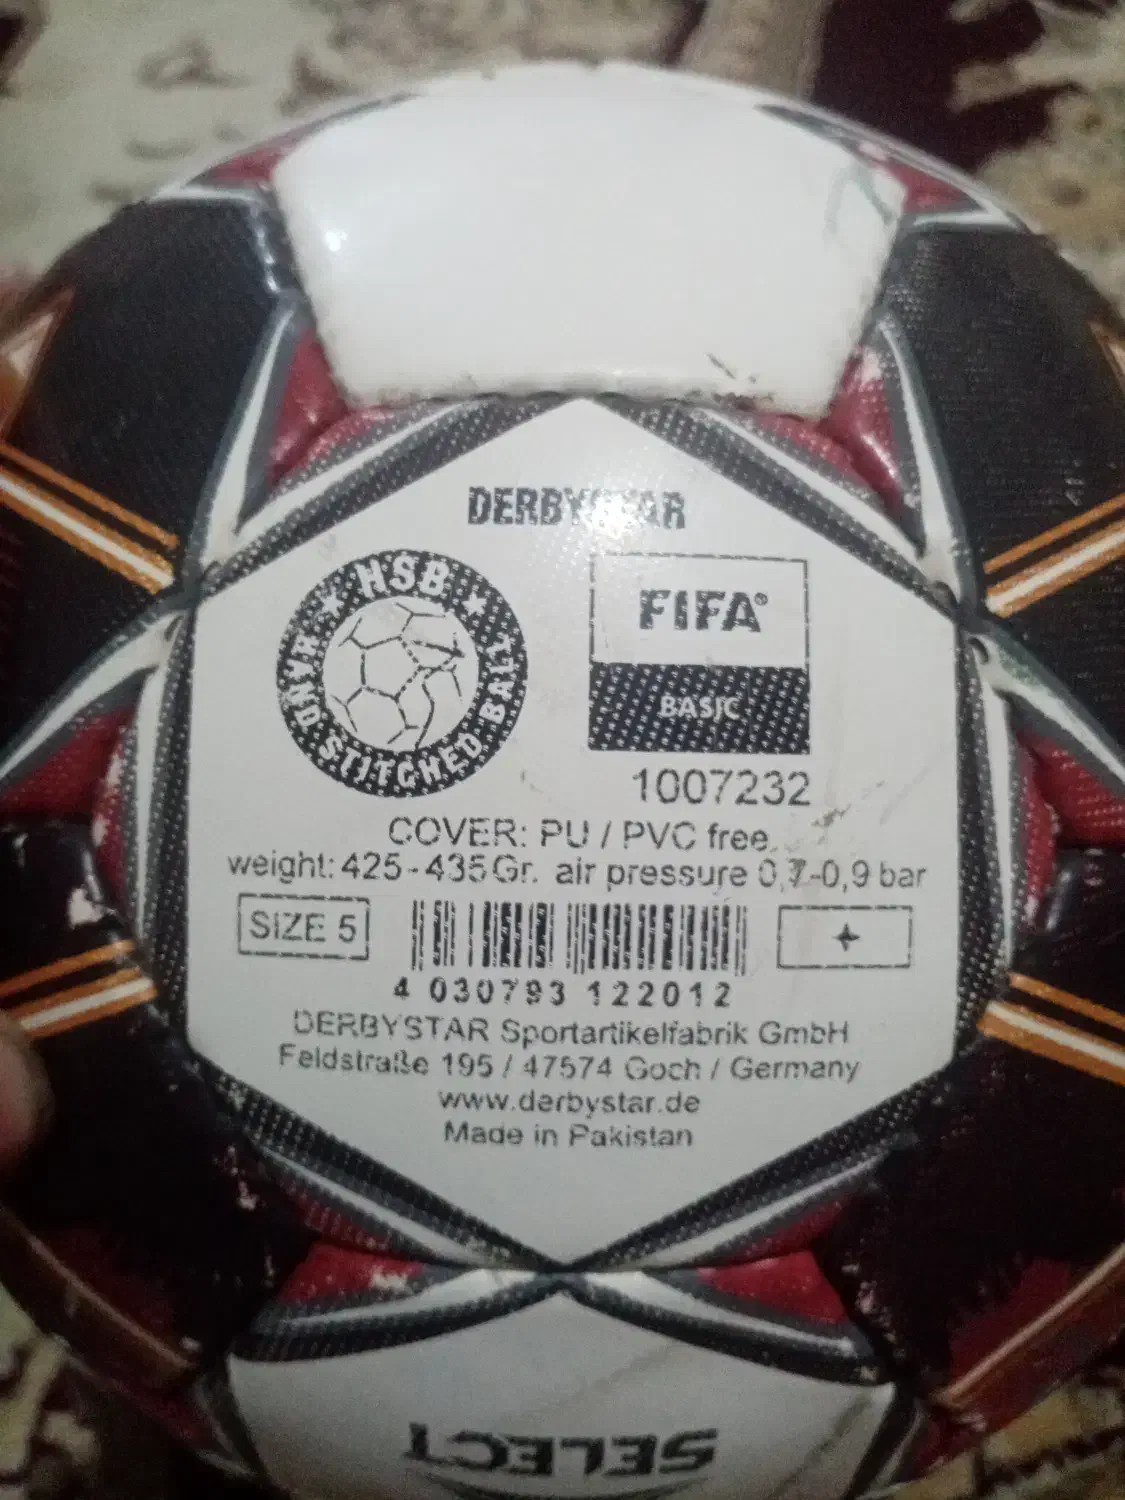 DERBYSTAR
HSB
HAND STITCHED BALL
FIFA®
BASIC
1007232
COVER: PU / PVC free
weight: 425-435Gr. air pressure 0,7-0,9 bar
SIZE 5
4 030793 122012
DERBYSTAR Sportartikelfabrik GmbH
Feldstraße 195 / 47574 Goch / Germany
www.derbystar.de
Made in Pakistan
SELECT